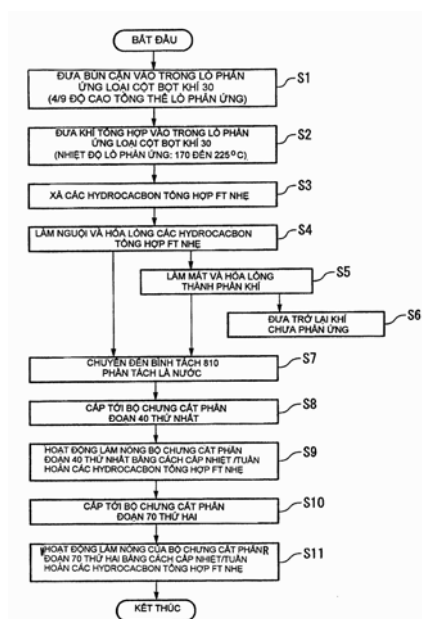 BẮT ĐẦU
ĐƯA BÙN CẶN VÀO TRONG LÒ PHẢN
ỨNG LOẠI CỘT BỌT KHÍ 30
(4/9 ĐỘ CAO TỔNG THỂ LÒ PHẢN ỨNG)
S1
ĐƯA KHÍ TỔNG HỢP VÀO TRONG LÒ PHẢN
ỨNG LOẠI CỘT BỌT KHÍ 30
(NHIỆT ĐỘ LÒ PHẢN ỨNG: 170 ĐẾN 225°C)
S2
XẢ CÁC HYDROCACBON TỔNG HỢP FT NHẸ
S3
LÀM NGUỘI VÀ HÓA LỎNG CÁC HYDROCACBON
TỔNG HỢP FT NHẸ
S4
LÀM MÁT VÀ HÓA LỎNG
THÀNH PHẦN KHÍ
S5
ĐƯA TRỞ LẠI KHÍ
CHƯA PHẢN ỨNG
S6
CHUYỂN ĐẾN BÌNH TÁCH 810
PHẦN TÁCH LÀ NƯỚC
S7
CẤP TỚI BỘ CHƯNG CẤT PHÂN
ĐOẠN 40 THỨ NHẤT
S8
HOẠT ĐỘNG LÀM NÓNG BỘ CHƯNG CẤT PHÂN
ĐOẠN 40 THỨ NHẤT BẰNG CÁCH CẤP NHIỆT/TUẦN
HOÀN CÁC HYDROCACBON TỔNG HỢP FT NHẸ
S9
CẤP TỚI BỘ CHƯNG CẤT PHÂN
ĐOẠN 70 THỨ HAI
S10
HOẠT ĐỘNG LÀM NÓNG CỦA BỘ CHƯNG CẤT PHÂN
ĐOẠN 70 THỨ HAI BẰNG CÁCH CẤP NHIỆT/TUẦN
HOÀN CÁC HYDROCACBON TỔNG HỢP FT NHẸ
S11
KẾT THÚC